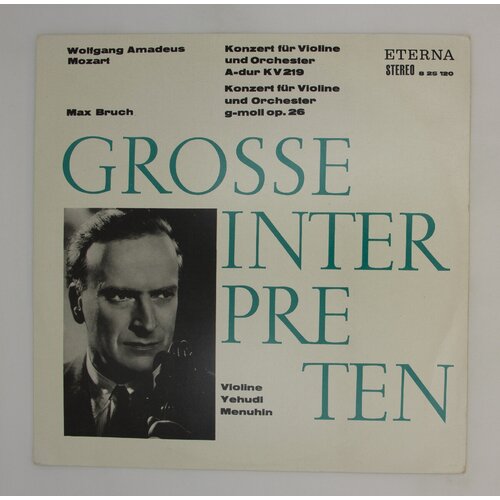 Wolfgang Amadeus
Mozart
Konzert für Violine
und Orchester
A-dur KV 219
Max Bruch
Konzert für Violine
und Orchester
g-moll op. 26
ETERNA
STEREO 8 25 120
GROSSE
INTER
PRE
TEN
Violine
Yehudi
Menuhin